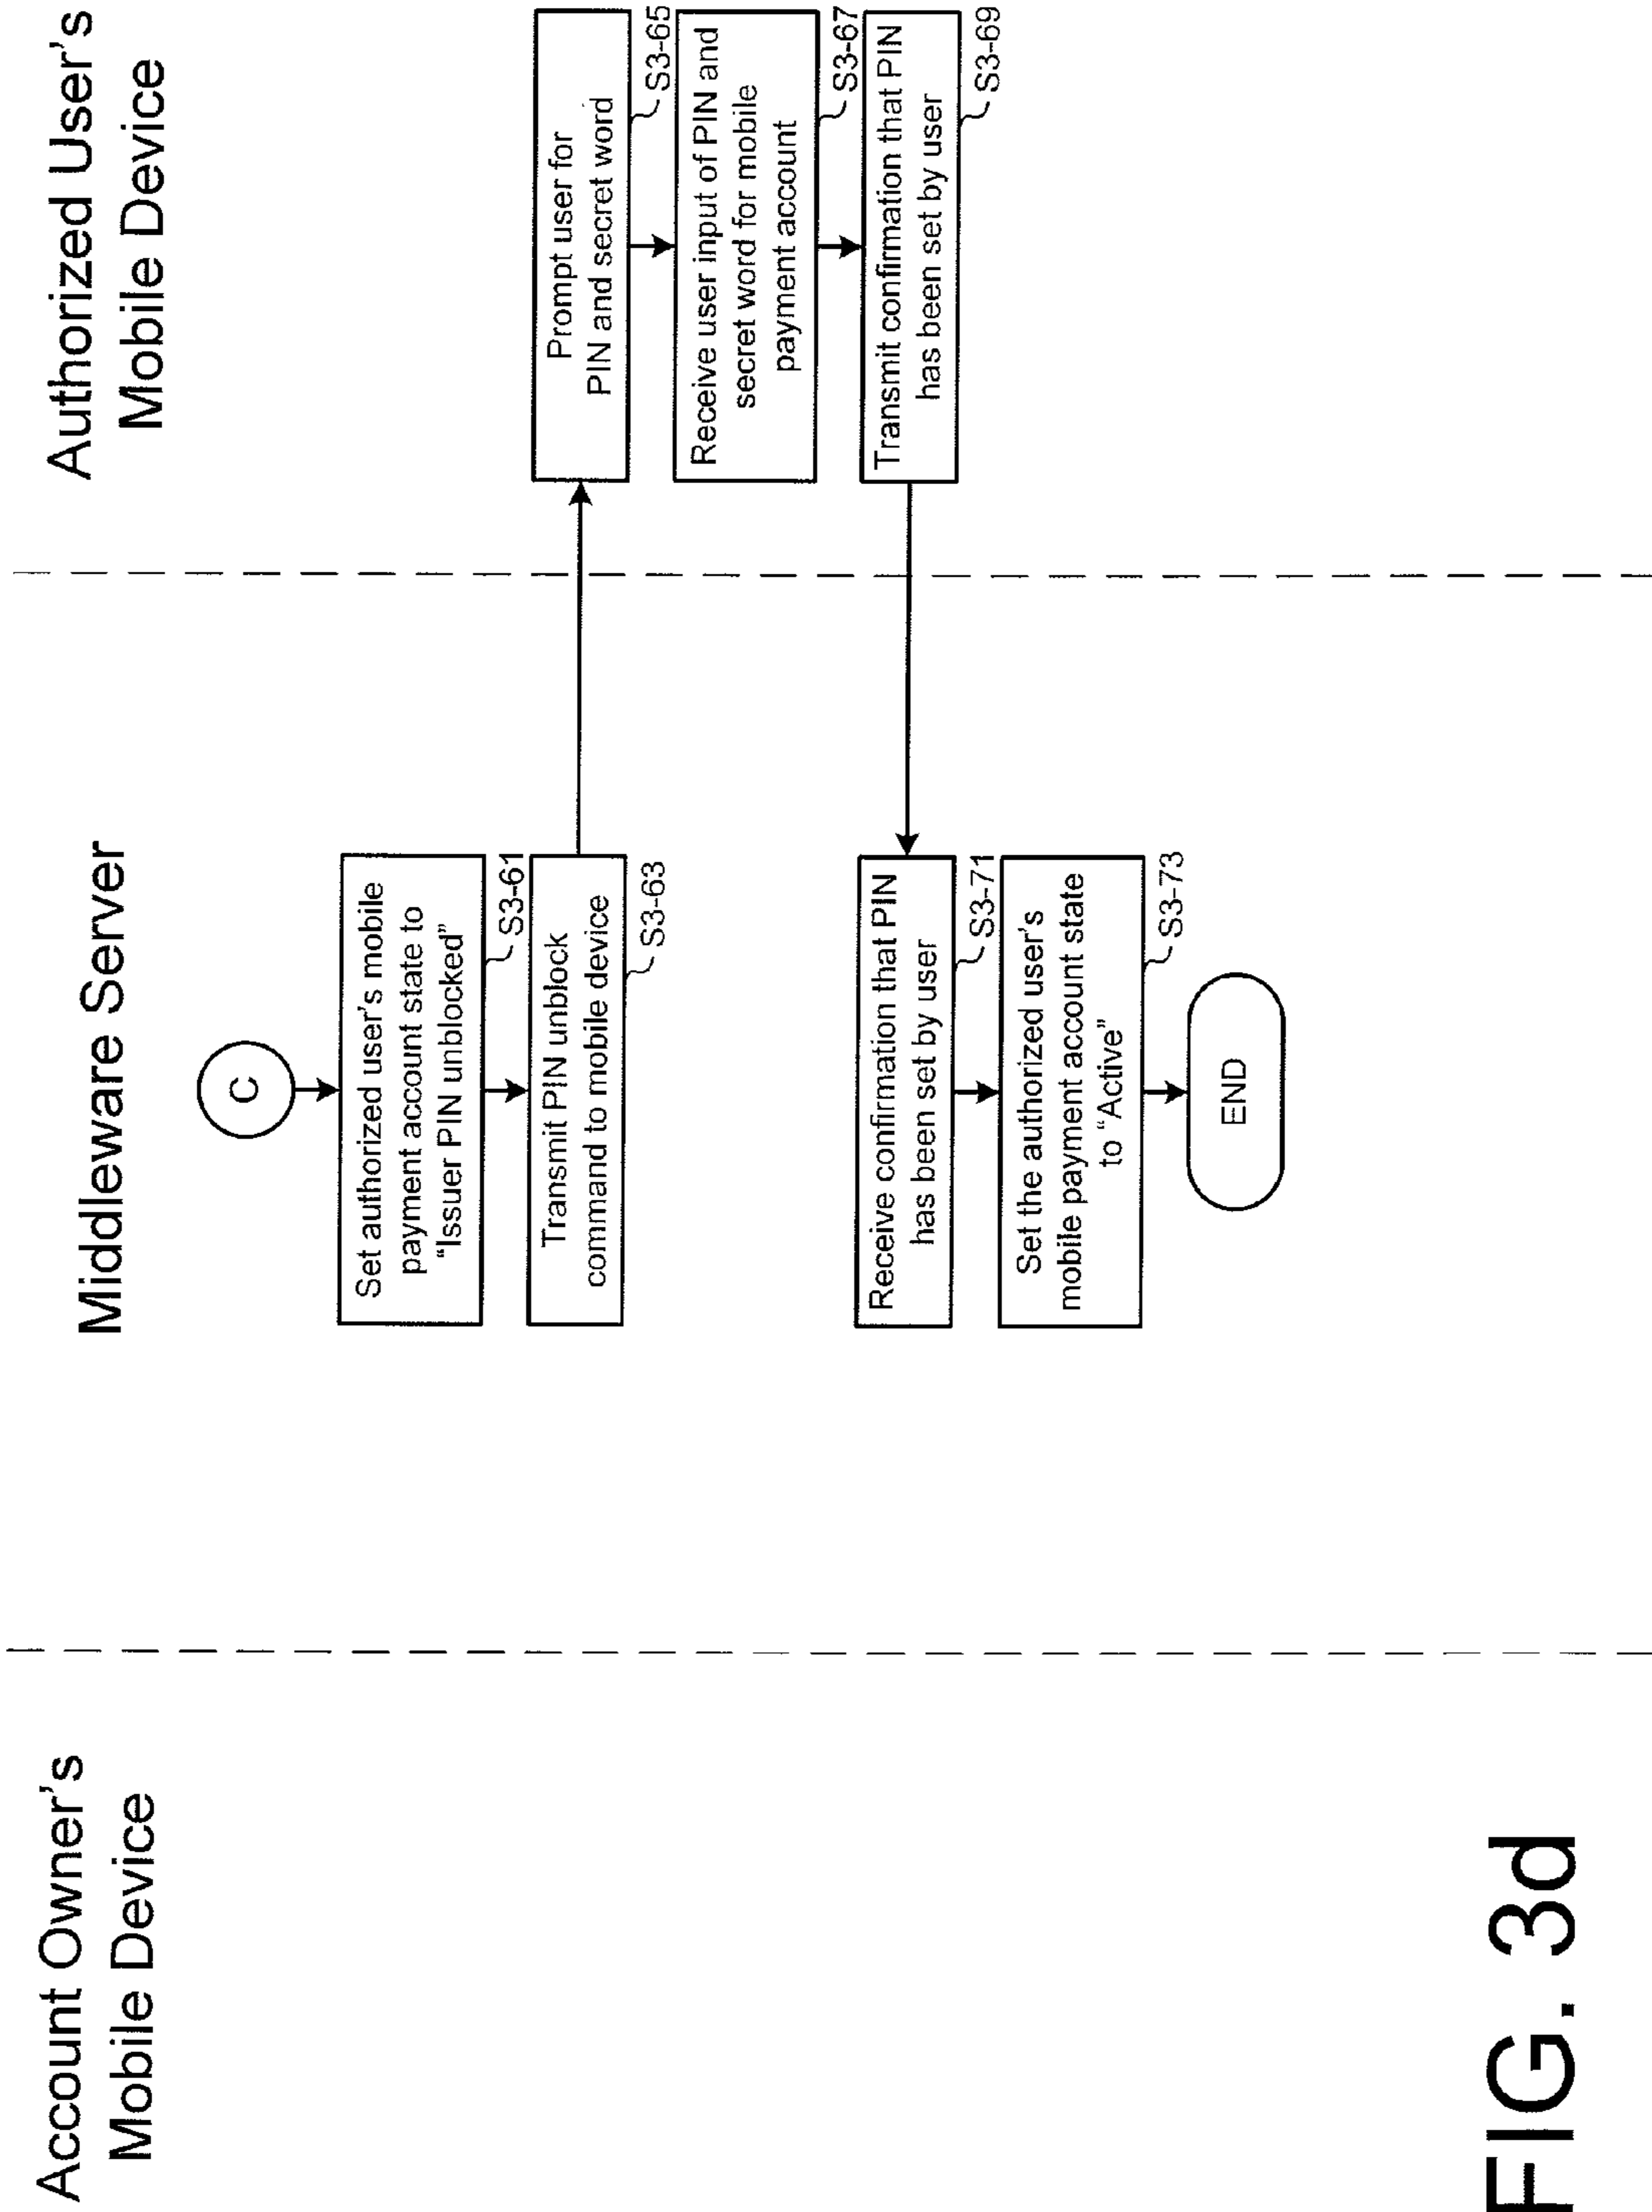 Account Owner's
Mobile Device
Middleware Server
Authorized User's
Mobile Device
C
Set authorized user's mobile
payment account state to
“Issuer PIN unblocked”
S3-61
Transmit PIN unblock
command to mobile device
S3-63
Prompt user for
PIN and secret word
S3-65
Receive user input of PIN and
secret word for mobile
payment account
S3-67
Transmit confirmation that PIN
has been set by user
S3-69
Receive confirmation that PIN
has been set by user
S3-71
Set the authorized user's
mobile payment account state
to “Active”
S3-73
END
FIG. 3d